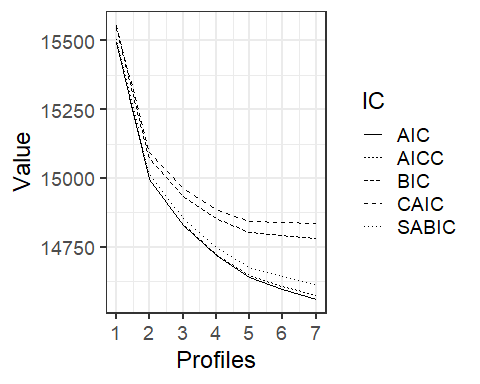 15500
15250
15000
14750
Value
1 2 3 4 5 6 7
Profiles
IC
AIC
AICC
BIC
CAIC
SABIC